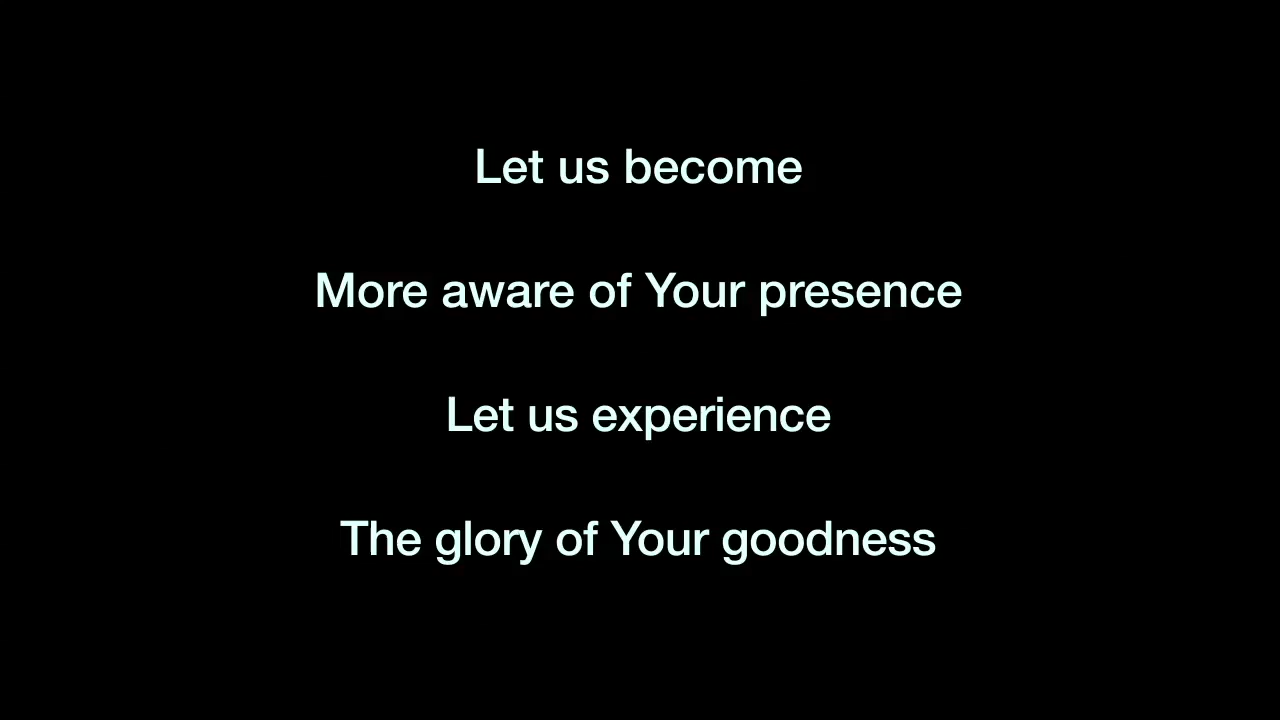 Let us become
More aware of Your presence
Let us experience
The glory of Your goodness